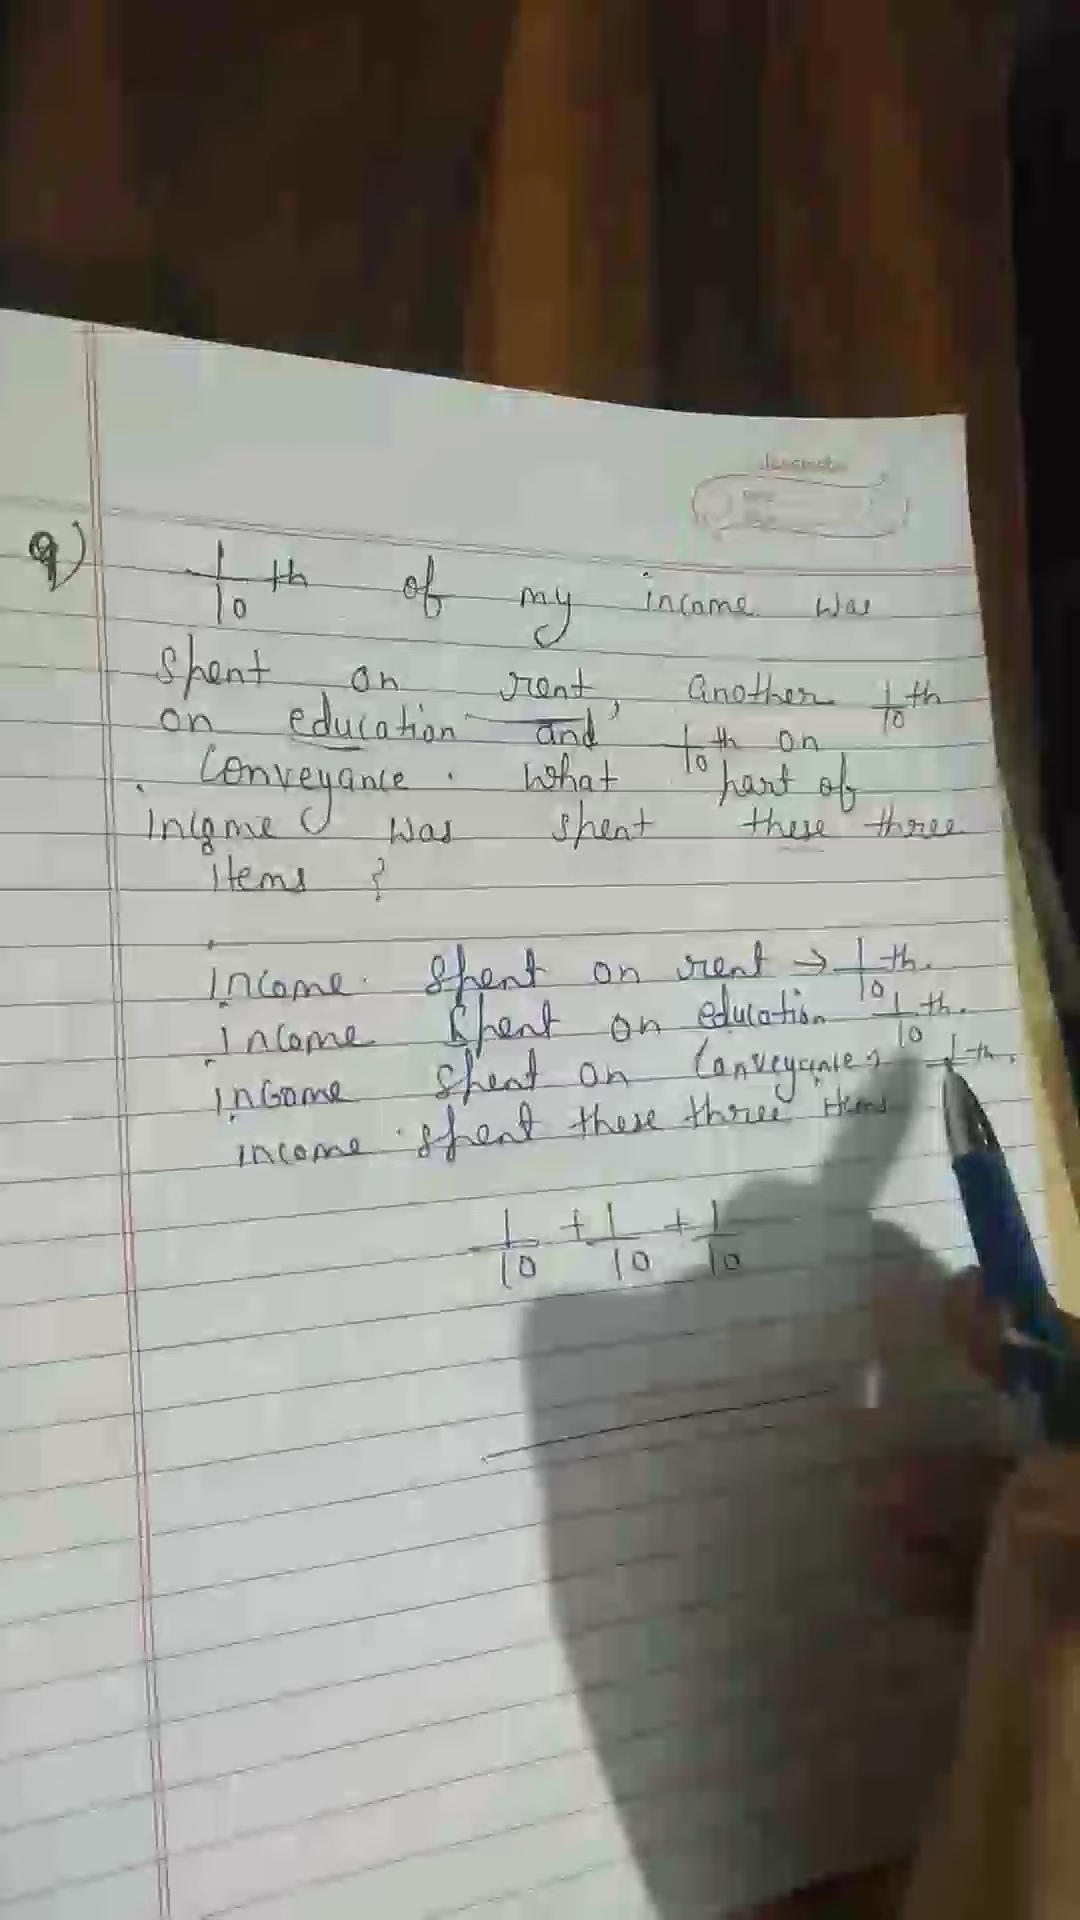 q) 1/10 th of my income was
spent on rent, another 1/10 th
on education and 1/10 th on
Conveyance. What part of
income was spent these three
items ?
income spent on rent → 1/10 th.
income spent on education 1/10 th.
income spent on Conveyance, 1 th.
income spent these three items
1/10 + 1/10 + 1/10